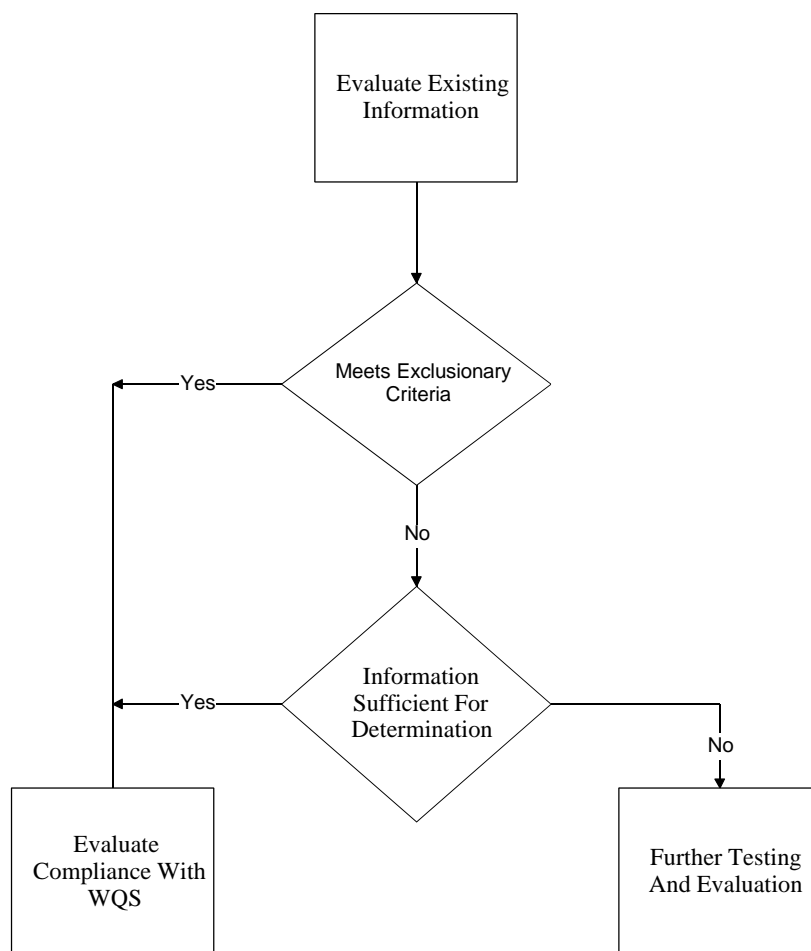 Evaluate Existing
Information
Meets Exclusionary
Criteria
Yes
No
Information
Sufficient For
Determination
Yes
No
Evaluate
Compliance With
WQS
Further Testing
And Evaluation